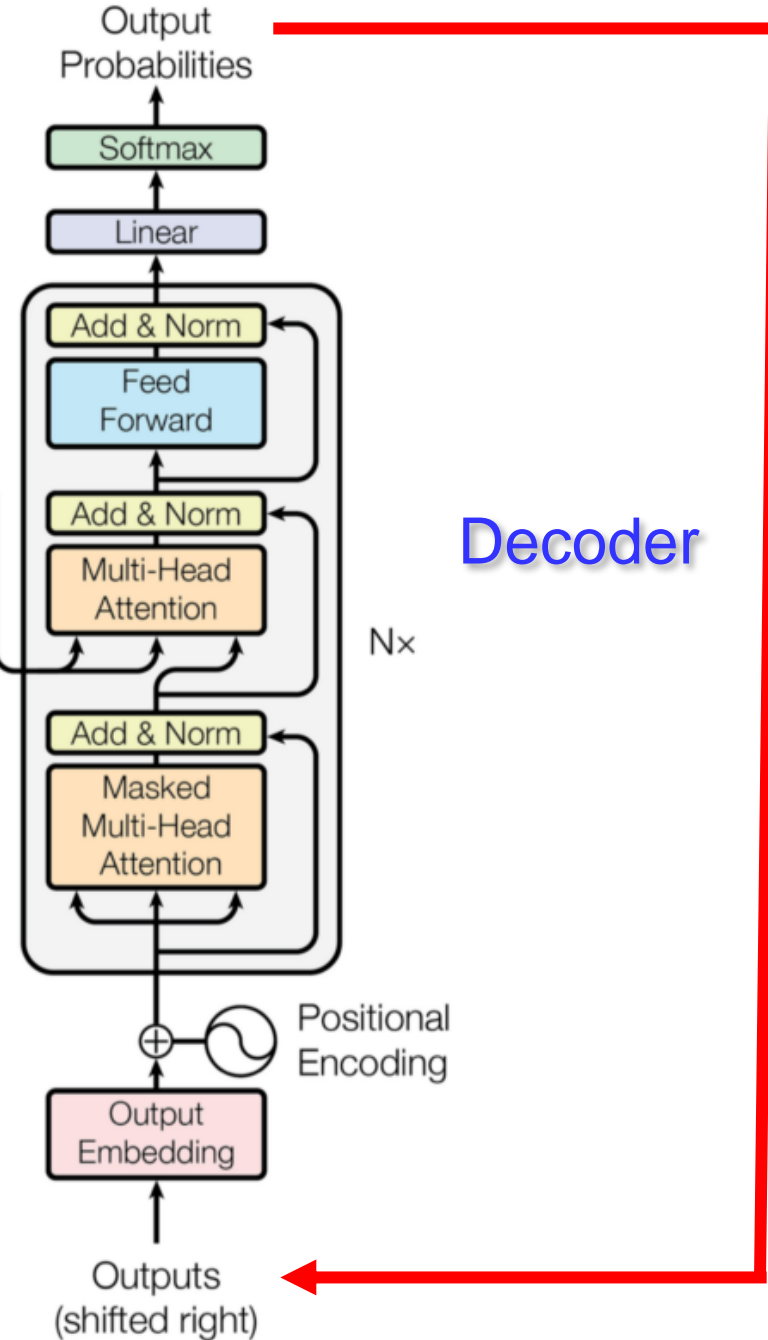 Output
Probabilities
Softmax
Linear
Add & Norm
Feed
Forward
Add & Norm
Decoder
Multi-Head
Attention
N×
Add & Norm
Masked
Multi-Head
Attention
Positional
Encoding
Output
Embedding
Outputs
(shifted right)